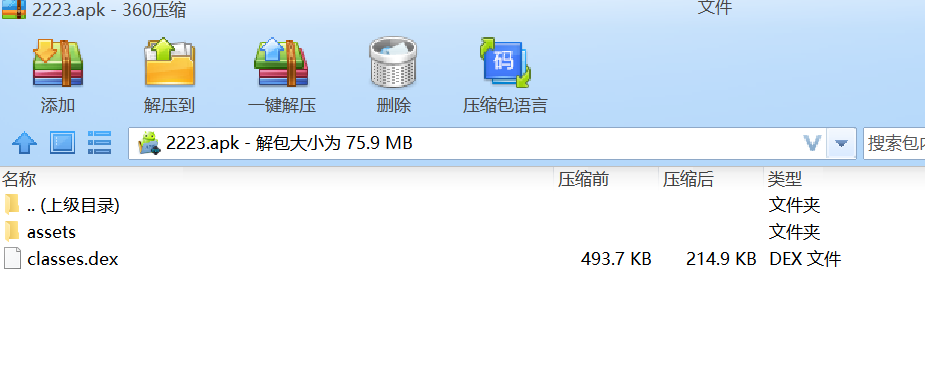 2223.apk - 360压缩
文件
添加 解压到 一键解压 删除 码 压缩包语言
2223.apk - 解包大小为 75.9 MB
搜索包内
名称 压缩前 压缩后 类型
.. (上级目录) 文件夹
assets 文件夹
classes.dex 493.7 KB 214.9 KB DEX 文件